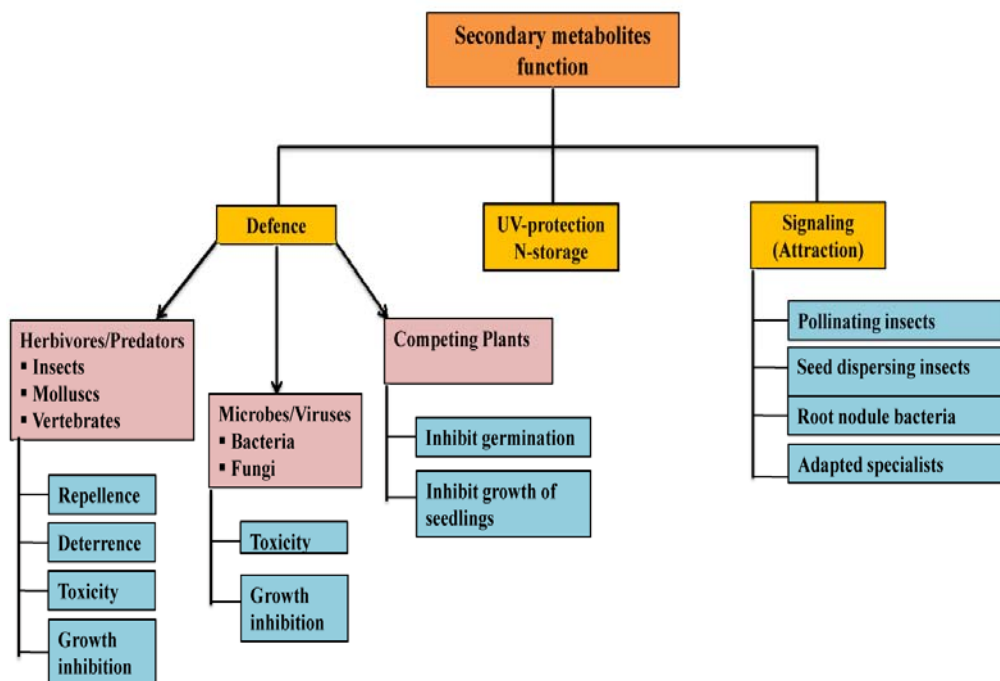 Secondary metabolites
function
Defence
UV-protection
N-storage
Signaling
(Attraction)
Herbivores/Predators
▪ Insects
▪ Molluscs
▪ Vertebrates
Repellence
Deterrence
Toxicity
Growth
inhibition
Microbes/Viruses
▪ Bacteria
▪ Fungi
Toxicity
Growth
inhibition
Competing Plants
Inhibit germination
Inhibit growth of
seedlings
Pollinating insects
Seed dispersing insects
Root nodule bacteria
Adapted specialists